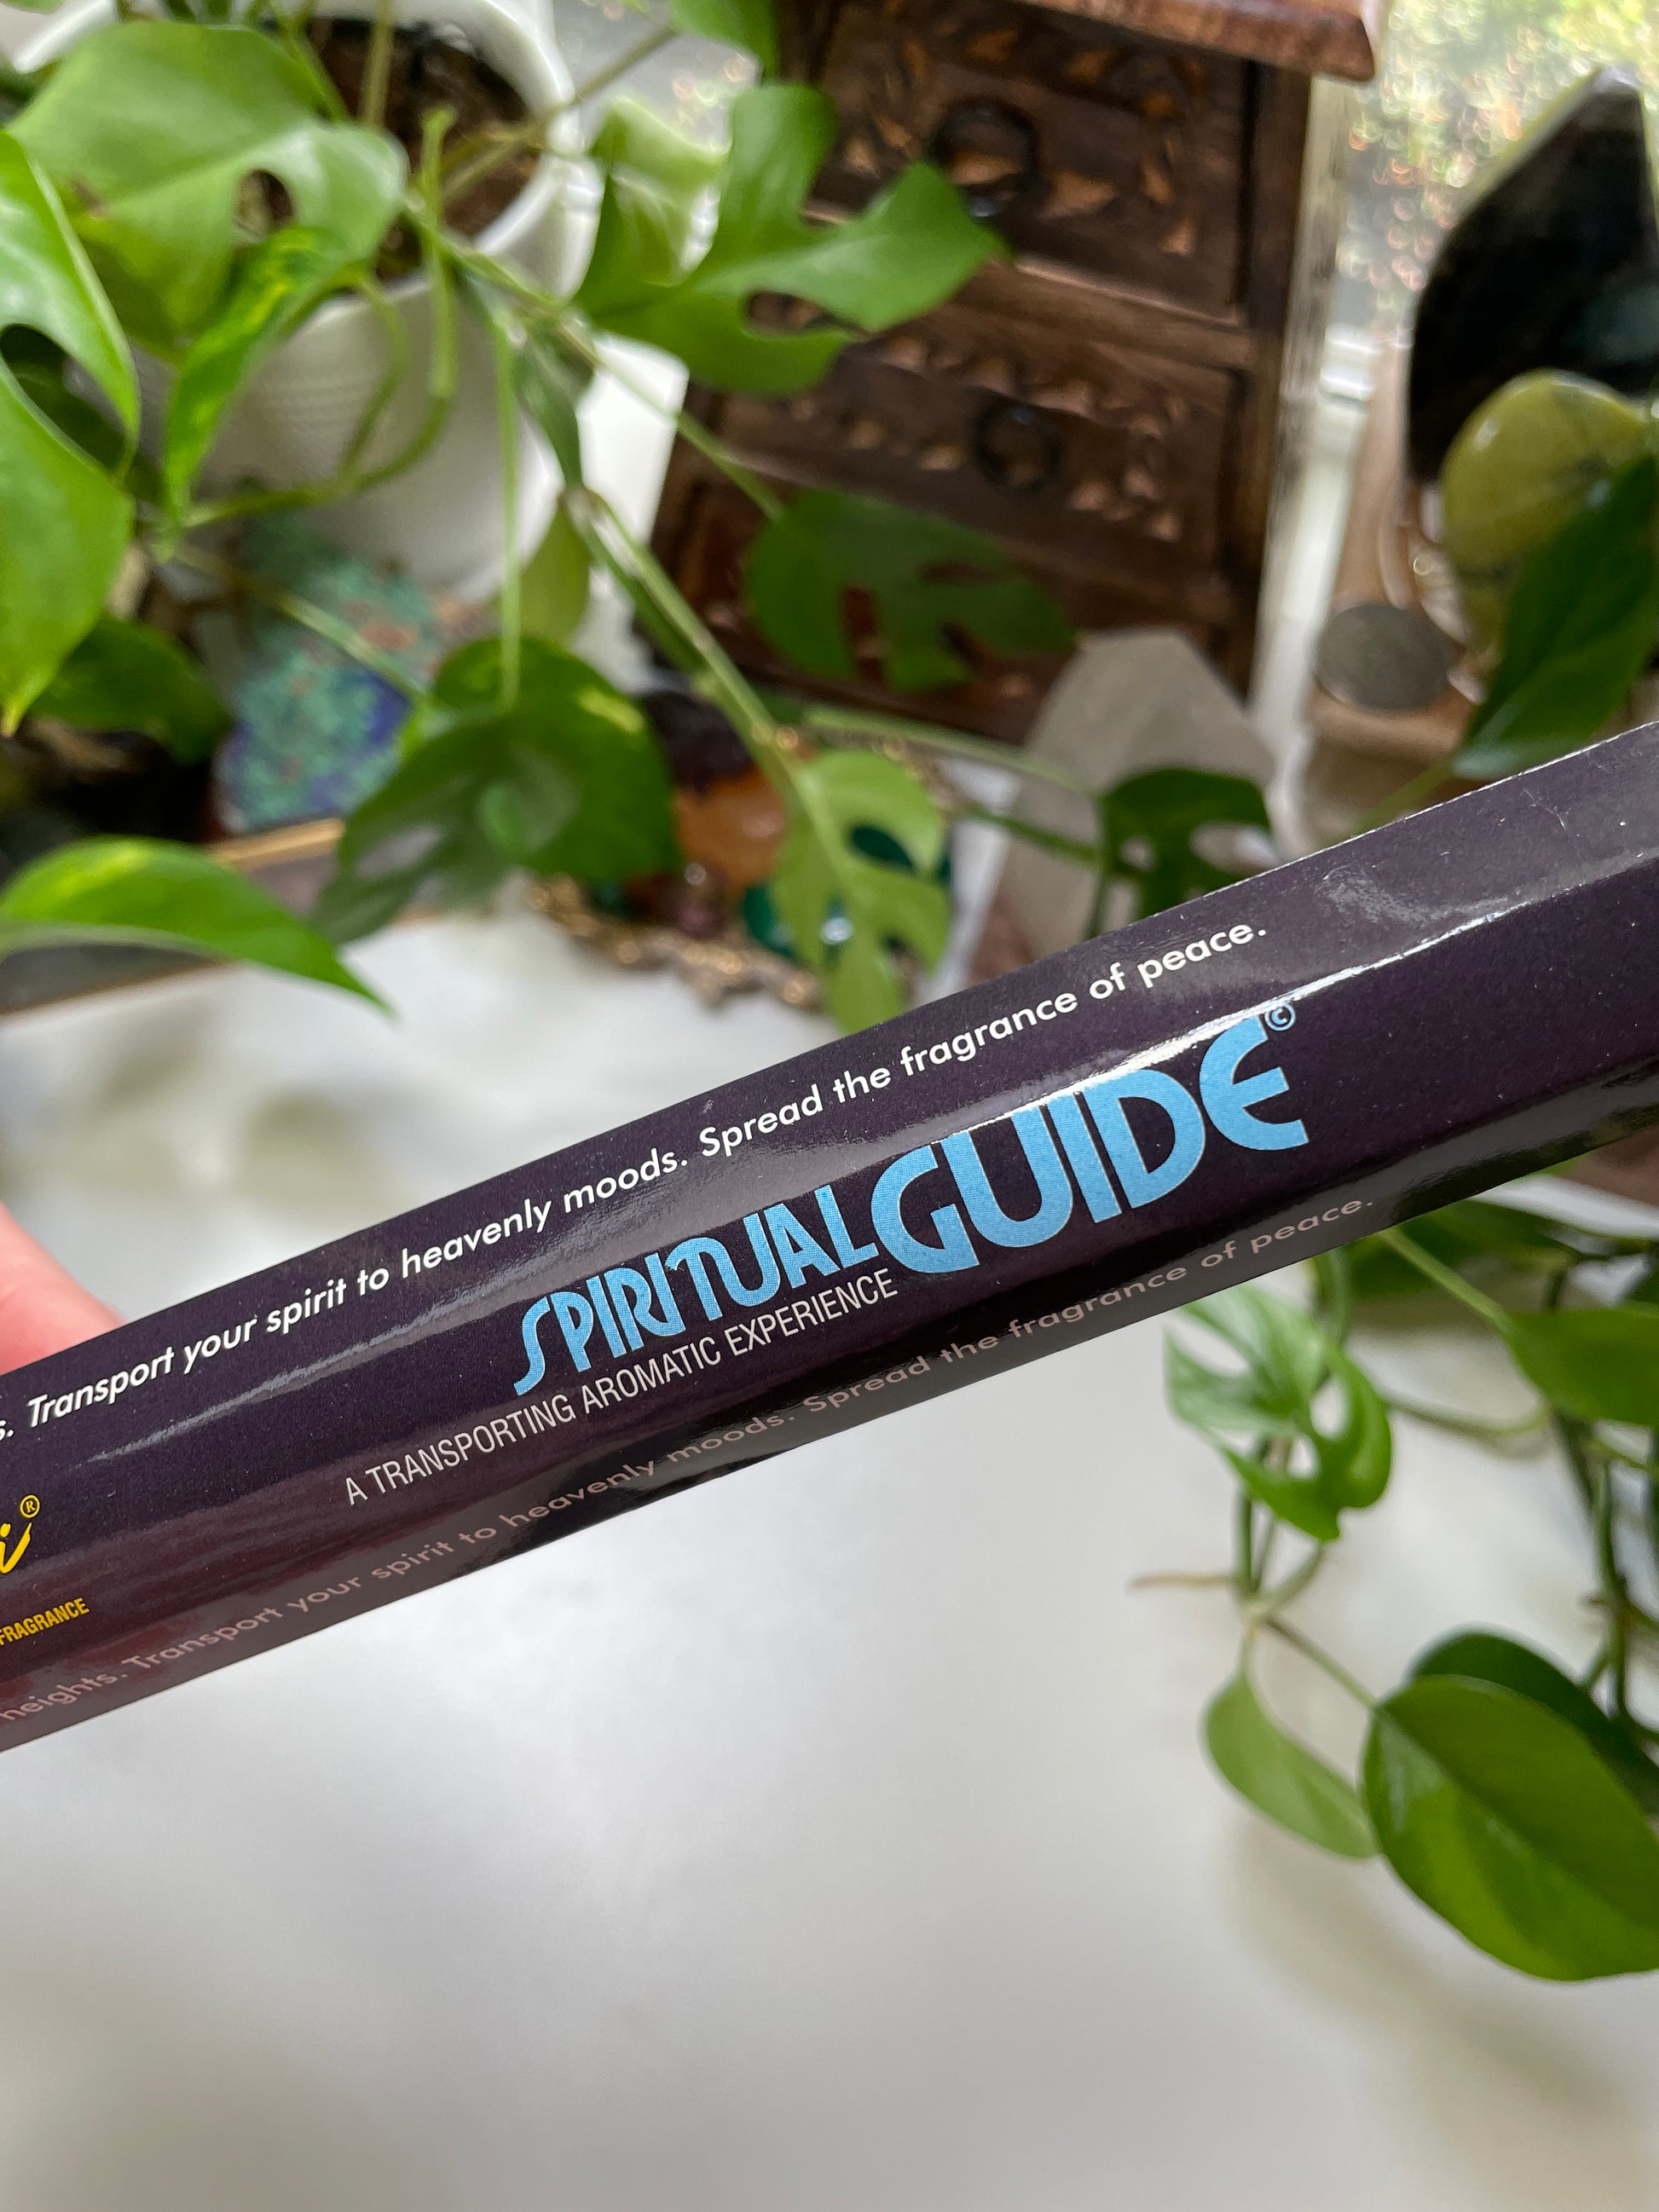 s. Transport your spirit to heavenly moods. Spread the fragrance of peace.
SPIRITUAL GUIDE©
A TRANSPORTING AROMATIC EXPERIENCE
i®
FRAGRANCE
heights. Transport your spirit to heavenly moods. Spread the fragrance of peace.